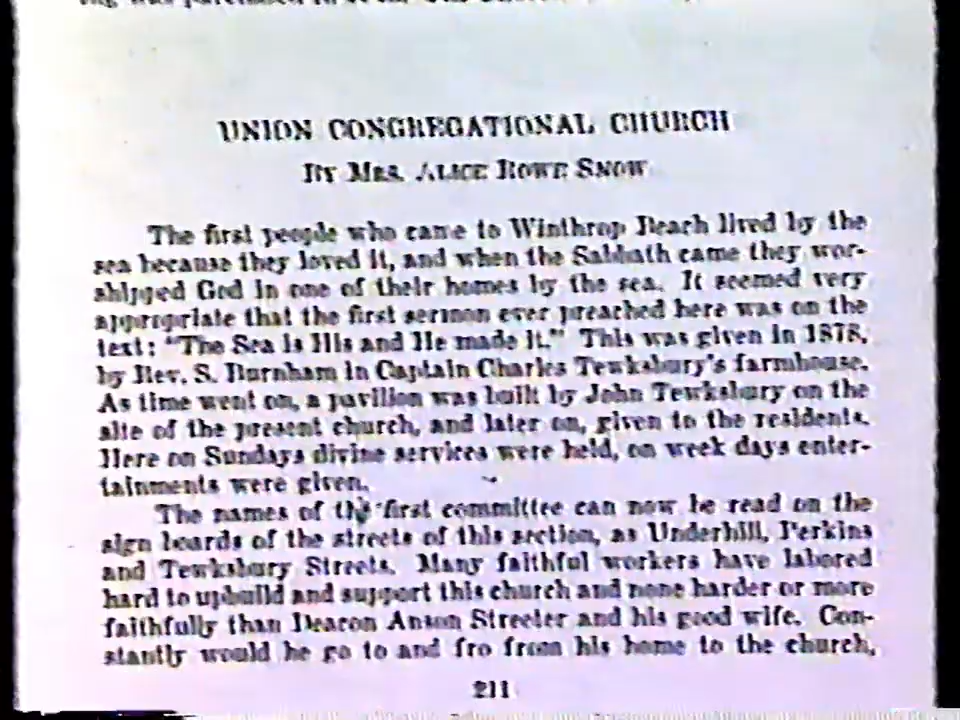 UNION CONGREGATIONAL CHURCH
BY MRS. ALICE ROWE SNOW
The first people who came to Winthrop Beach lived by the
sea because they loved it, and when the Sabbath came they wor-
shipped God in one of their homes by the sea. It seemed very
appropriate that the first sermon ever preached here was on the
text: "The Sea is His and He made it." This was given in 1878,
by Rev. S. Burnham in Captain Charles Tewksbury's farmhouse.
As time went on, a pavilion was built by John Tewksbury on the
site of the present church, and later on, given to the residents.
Here on Sundays divine services were held, on week days enter-
tainments were given.
The names of the first committee can now be read on the
sign boards of the streets of this section, as Underhill, Perkins
and Tewksbury Streets. Many faithful workers have labored
hard to upbuild and support this church and none harder or more
faithfully than Deacon Anson Streeter and his good wife. Con-
stantly would he go to and fro from his home to the church,
211